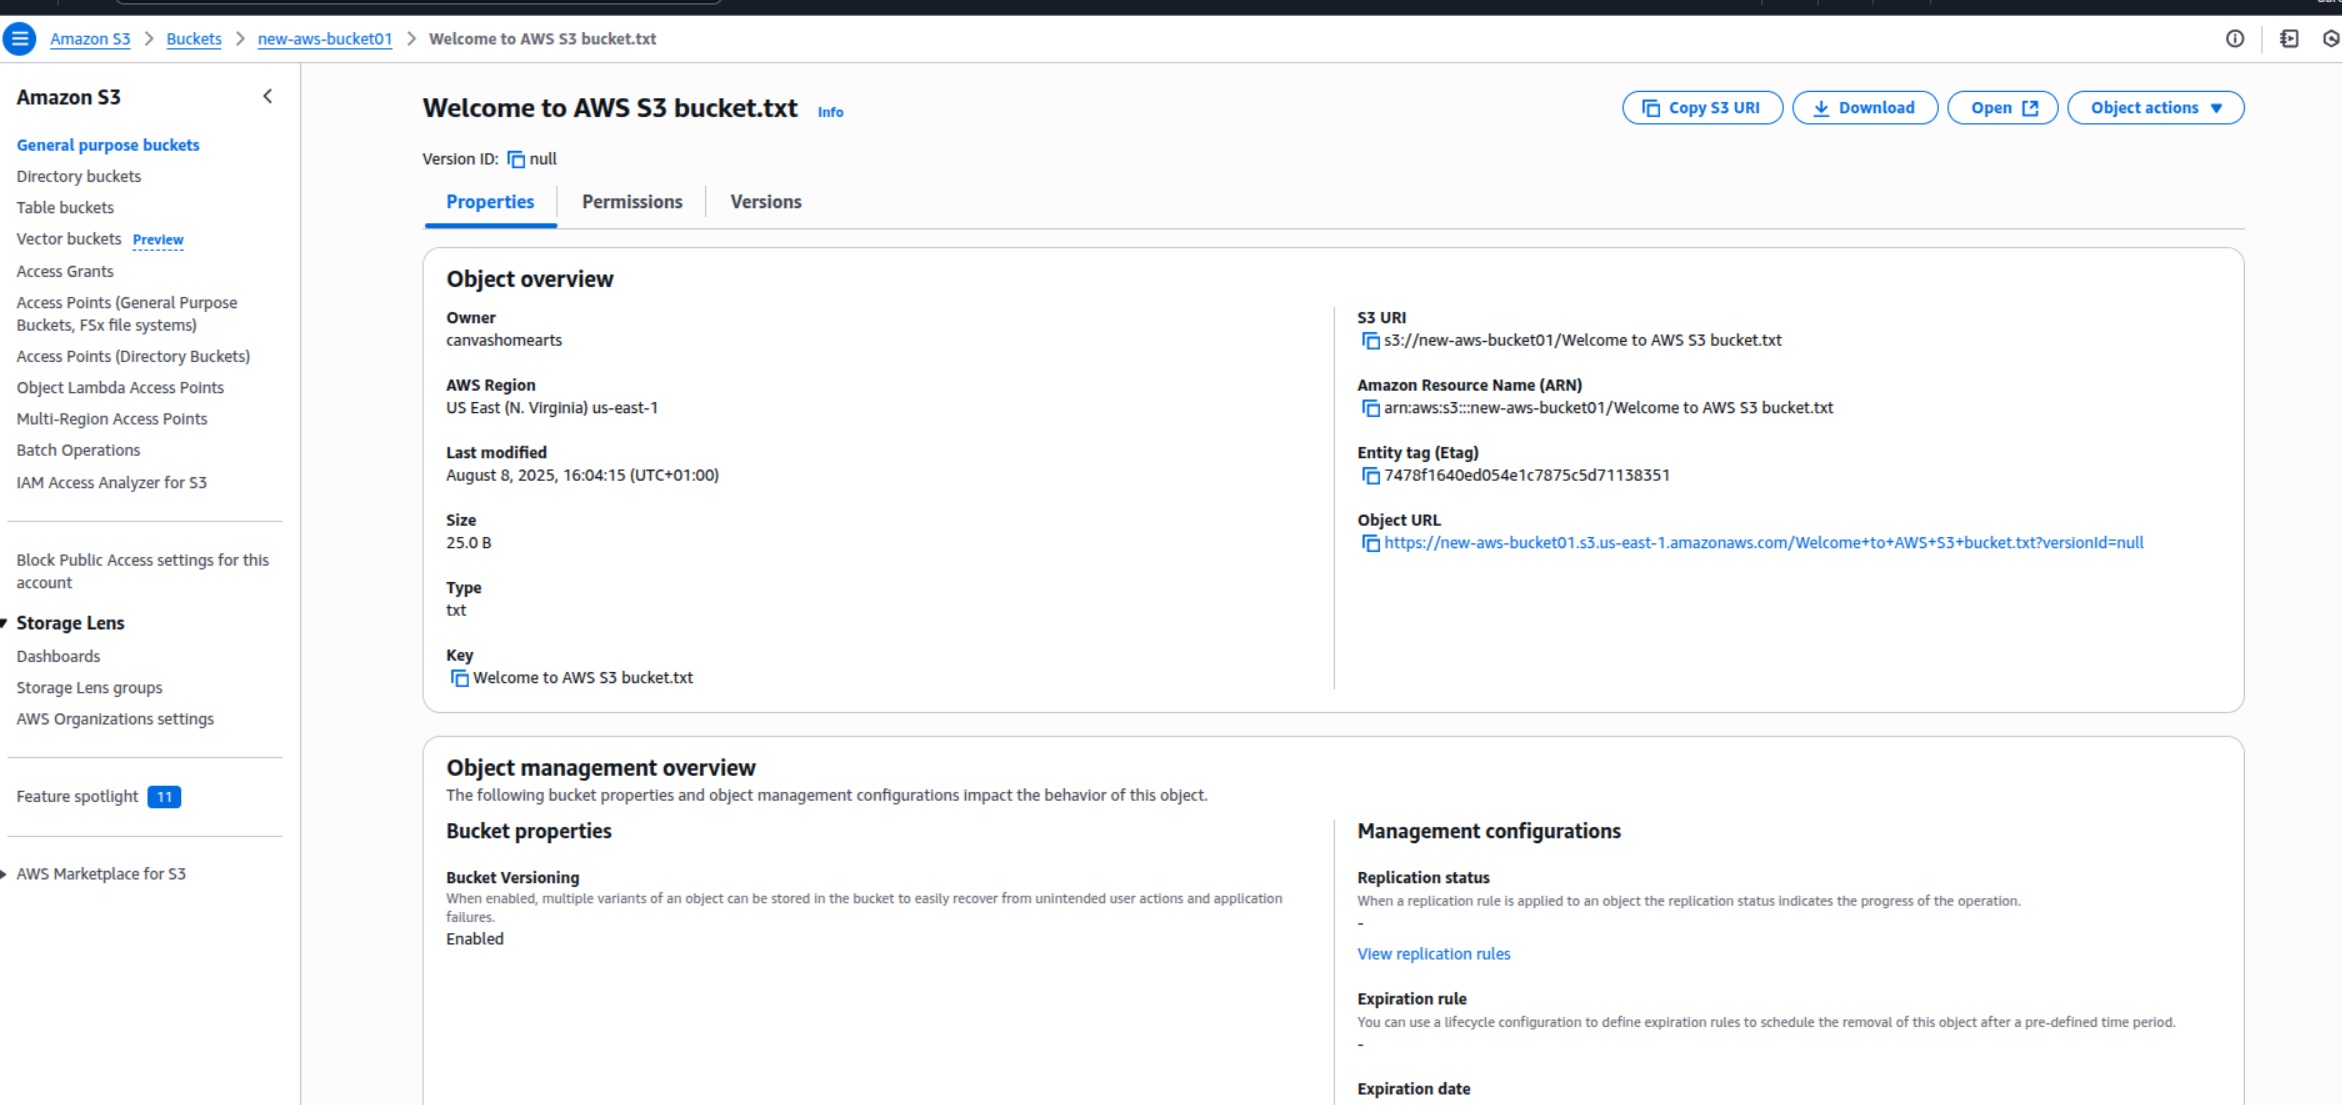 Amazon S3 > Buckets > new-aws-bucket01 > Welcome to AWS S3 bucket.txt
Amazon S3
General purpose buckets
Directory buckets
Table buckets
Vector buckets Preview
Access Grants
Access Points (General Purpose
Buckets, FSx file systems)
Access Points (Directory Buckets)
Object Lambda Access Points
Multi-Region Access Points
Batch Operations
IAM Access Analyzer for S3
Block Public Access settings for this
account
Storage Lens
Dashboards
Storage Lens groups
AWS Organizations settings
Feature spotlight 11
AWS Marketplace for S3
Welcome to AWS S3 bucket.txt Info
Copy S3 URI
Download
Open
Object actions
Version ID: null
Properties
Permissions
Versions
Object overview
Owner
canvashomearts
AWS Region
US East (N. Virginia) us-east-1
Last modified
August 8, 2025, 16:04:15 (UTC+01:00)
Size
25.0 B
Type
txt
Key
Welcome to AWS S3 bucket.txt
S3 URI
s3://new-aws-bucket01/Welcome to AWS S3 bucket.txt
Amazon Resource Name (ARN)
arn:aws:s3:::new-aws-bucket01/Welcome to AWS S3 bucket.txt
Entity tag (Etag)
7478f1640ed054e1c7875c5d71138351
Object URL
https://new-aws-bucket01.s3.us-east-1.amazonaws.com/Welcome+to+AWS+S3+bucket.txt?versionId=null
Object management overview
The following bucket properties and object management configurations impact the behavior of this object.
Bucket properties
Bucket Versioning
When enabled, multiple variants of an object can be stored in the bucket to easily recover from unintended user actions and application
failures.
Enabled
Management configurations
Replication status
When a replication rule is applied to an object the replication status indicates the progress of the operation.
-
View replication rules
Expiration rule
You can use a lifecycle configuration to define expiration rules to schedule the removal of this object after a pre-defined time period.
-
Expiration date